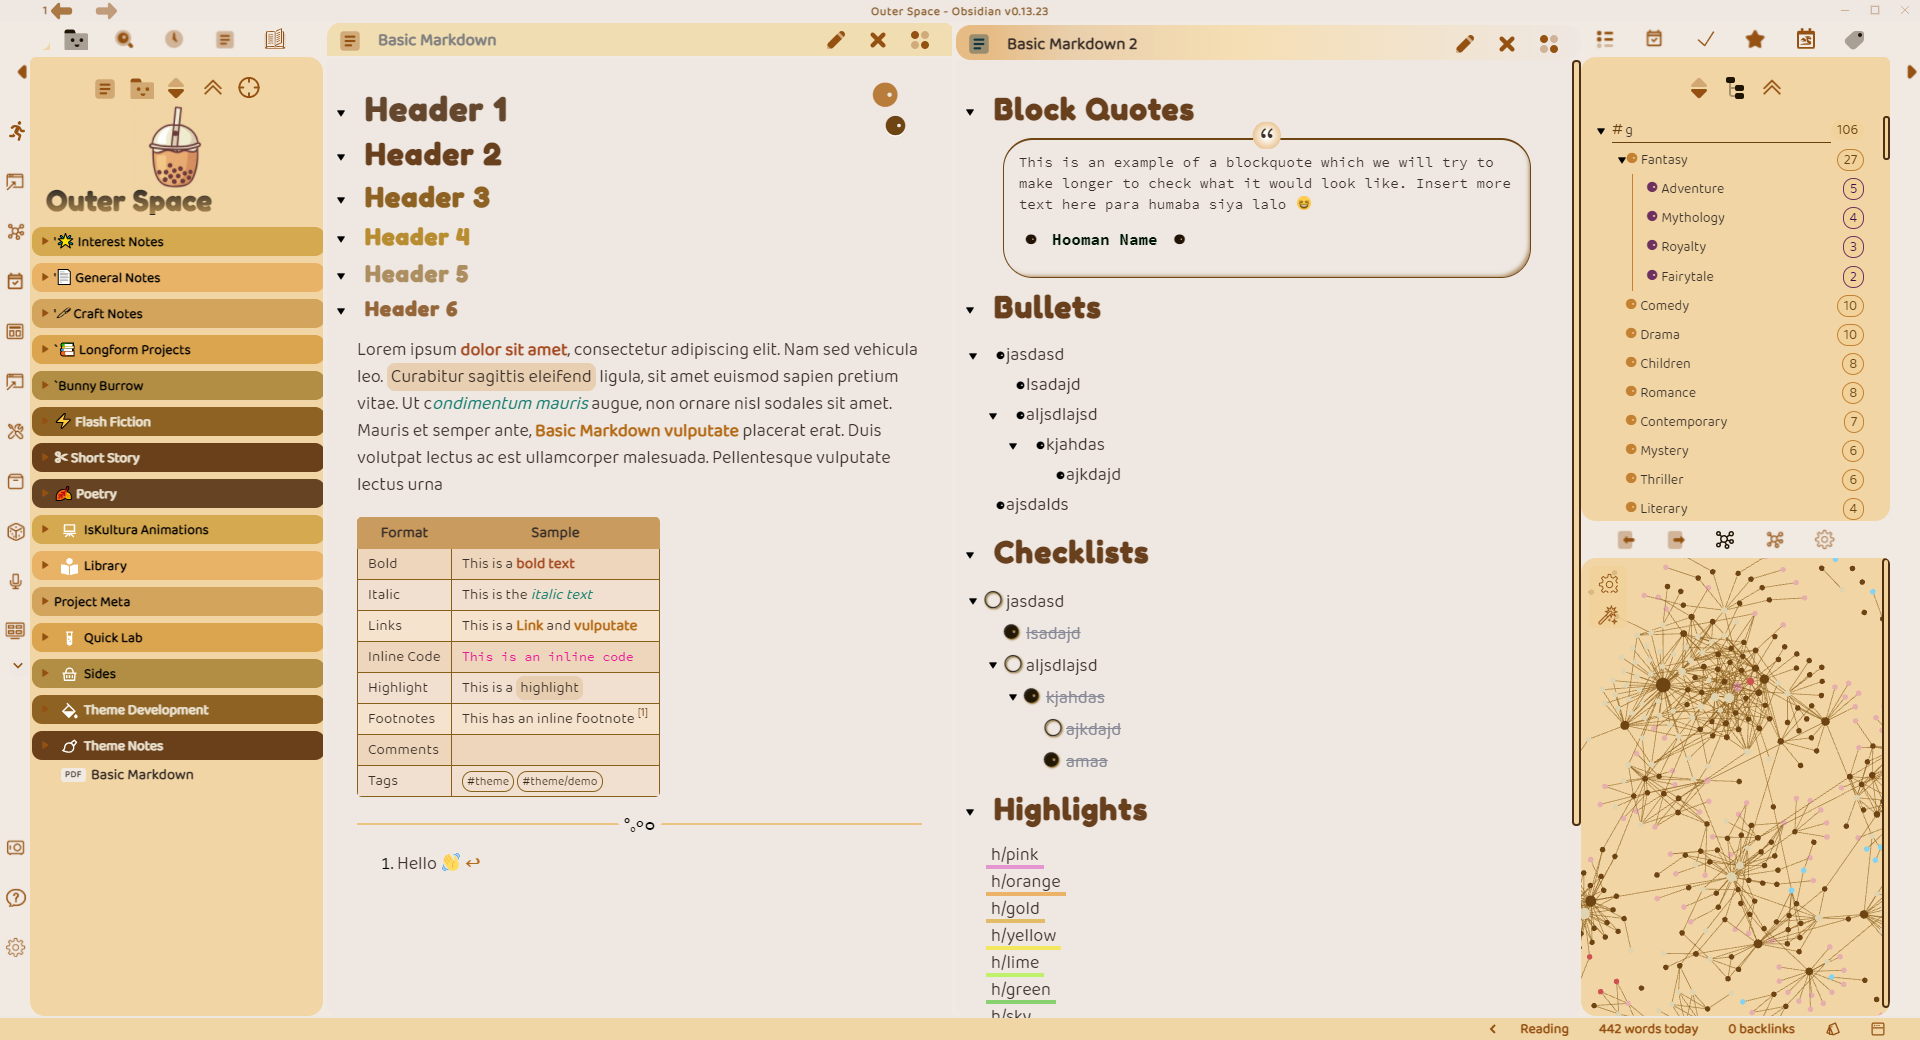 1
Outer Space - Obsidian v0.13.23
Outer Space
Interest Notes
General Notes
Craft Notes
Longform Projects
`Bunny Burrow
Flash Fiction
Short Story
Poetry
IsKultura Animations
Library
Project Meta
Quick Lab
Sides
Theme Development
Theme Notes
PDF Basic Markdown
Basic Markdown
Header 1
Header 2
Header 3
Header 4
Header 5
Header 6
Lorem ipsum dolor sit amet, consectetur adipiscing elit. Nam sed vehicula
leo. Curabitur sagittis eleifend ligula, sit amet euismod sapien pretium
vitae. Ut condimentum mauris augue, non ornare nisl sodales sit amet.
Mauris et semper ante, Basic Markdown vulputate placerat erat. Duis
volutpat lectus ac est ullamcorper malesuada. Pellentesque vulputate
lectus urna
Format Sample
Bold This is a bold text
Italic This is the italic text
Links This is a Link and vulputate
Inline Code This is an inline code
Highlight This is a highlight
Footnotes This has an inline footnote [1]
Comments
Tags #theme #theme/demo
1. Hello 👋 ↩
Basic Markdown 2
Block Quotes
“
This is an example of a blockquote which we will try to
make longer to check what it would look like. Insert more
text here para humaba siya lalo 😆
Hooman Name
Bullets
jasdasd
lsadajd
aljsdlajsd
kjahdas
ajkdajd
ajsdalds
Checklists
jasdasd
lsadajd
aljsdlajsd
kjahdas
ajkdajd
amaa
Highlights
h/pink
h/orange
h/gold
h/yellow
h/lime
h/green
h/sky
# g 106
Fantasy 27
Adventure 5
Mythology 4
Royalty 3
Fairytale 2
Comedy 10
Drama 10
Children 8
Romance 8
Contemporary 7
Mystery 6
Thriller 6
Literary 4
Reading 442 words today 0 backlinks